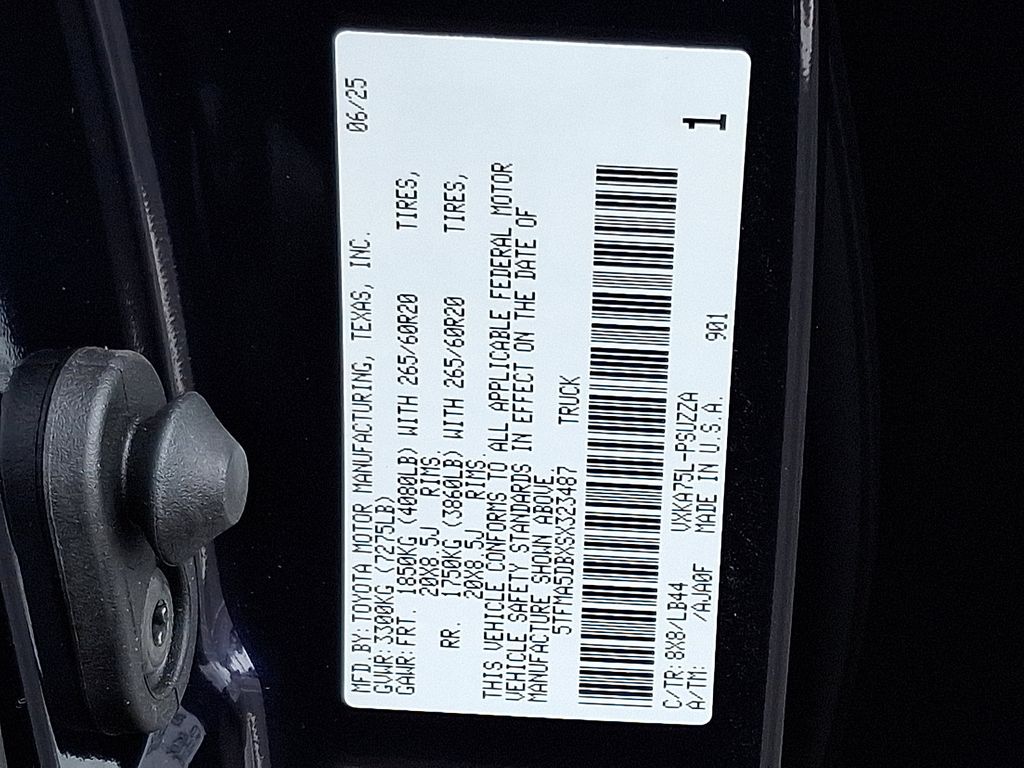 MFD.BY:TOYOTA MOTOR MANUFACTURING, TEXAS, INC. 06/25
GVWR:3300KG (7275LB)
GAWR:FRT. 1850KG (4080LB) WITH 265/60R20 TIRES,
20X8.5J RIMS.
RR. 1750KG (3860LB) WITH 265/60R20 TIRES,
20X8.5J RIMS.
THIS VEHICLE CONFORMS TO ALL APPLICABLE FEDERAL MOTOR
VEHICLE SAFETY STANDARDS IN EFFECT ON THE DATE OF
MANUFACTURE SHOWN ABOVE.
5TFMA5DBXSX323487 TRUCK
C/TR:8X8/LB44 VXKA75L-PSUZZA
A/TM: /AJA0F MADE IN U.S.A. 901
1